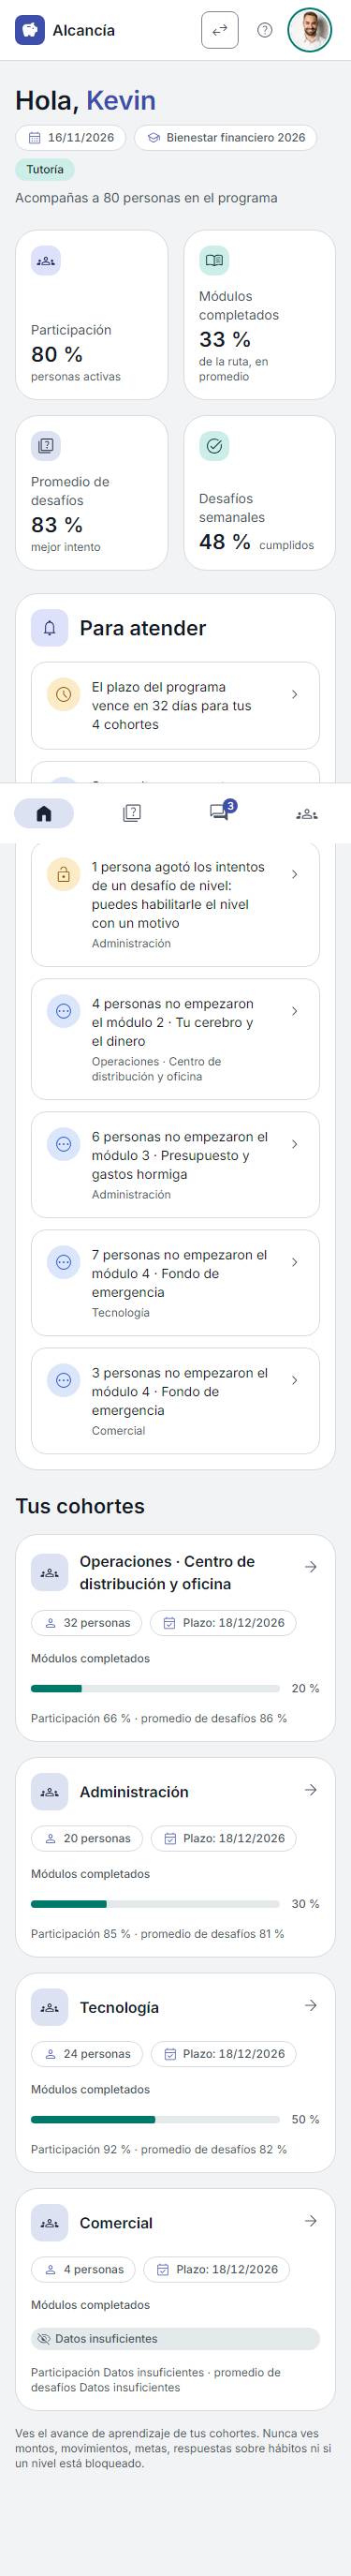 Alcancía
Hola, Kevin
16/11/2026
Bienestar financiero 2026
Tutoría
Acompañas a 80 personas en el programa
Participación
80 %
personas activas
Módulos
completados
33 %
de la ruta, en
promedio
Promedio de
desafíos
83 %
mejor intento
Desafíos
semanales
48 % cumplidos
Para atender
El plazo del programa
vence en 32 días para tus
4 cohortes
3
1 persona agotó los intentos
de un desafío de nivel:
puedes habilitarle el nivel
con un motivo
Administración
4 personas no empezaron
el módulo 2 · Tu cerebro y
el dinero
Operaciones · Centro de
distribución y oficina
6 personas no empezaron el
módulo 3 · Presupuesto y
gastos hormiga
Administración
7 personas no empezaron el
módulo 4 · Fondo de
emergencia
Tecnología
3 personas no empezaron el
módulo 4 · Fondo de
emergencia
Comercial
Tus cohortes
Operaciones · Centro de
distribución y oficina
32 personas
Plazo: 18/12/2026
Módulos completados
20 %
Participación 66 % · promedio de desafíos 86 %
Administración
20 personas
Plazo: 18/12/2026
Módulos completados
30 %
Participación 85 % · promedio de desafíos 81 %
Tecnología
24 personas
Plazo: 18/12/2026
Módulos completados
50 %
Participación 92 % · promedio de desafíos 82 %
Comercial
4 personas
Plazo: 18/12/2026
Módulos completados
Datos insuficientes
Participación Datos insuficientes · promedio de
desafíos Datos insuficientes
Ves el avance de aprendizaje de tus cohortes. Nunca ves
montos, movimientos, metas, respuestas sobre hábitos ni si
un nivel está bloqueado.